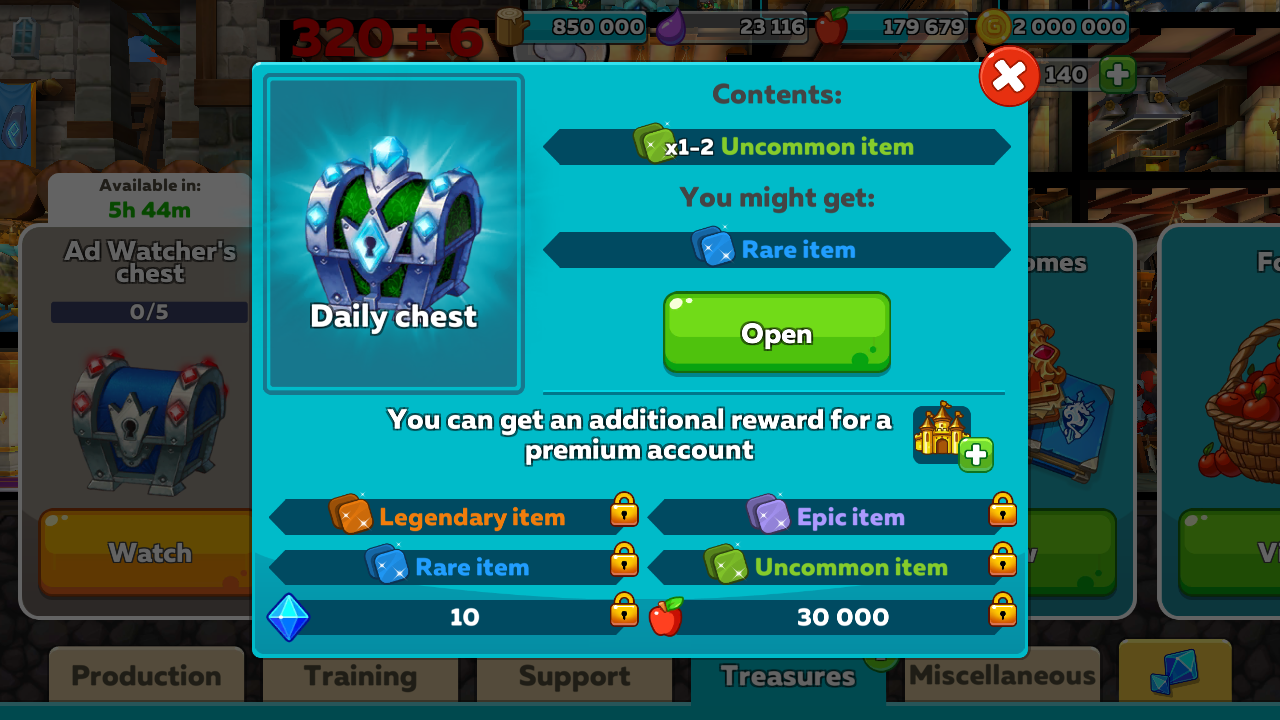 320 + 6
850 000
23 116
179 679
G
2 000 000
140
Contents:
x1-2 Uncommon item
You might get:
Rare item
Available in:
5h 44m
Ad Watcher's
chest
0/5
Daily chest
Open
You can get an additional reward for a
premium account
Legendary item
Epic item
Rare item
Uncommon item
10
30 000
Watch
Production
Training
Support
Treasures
Miscellaneous